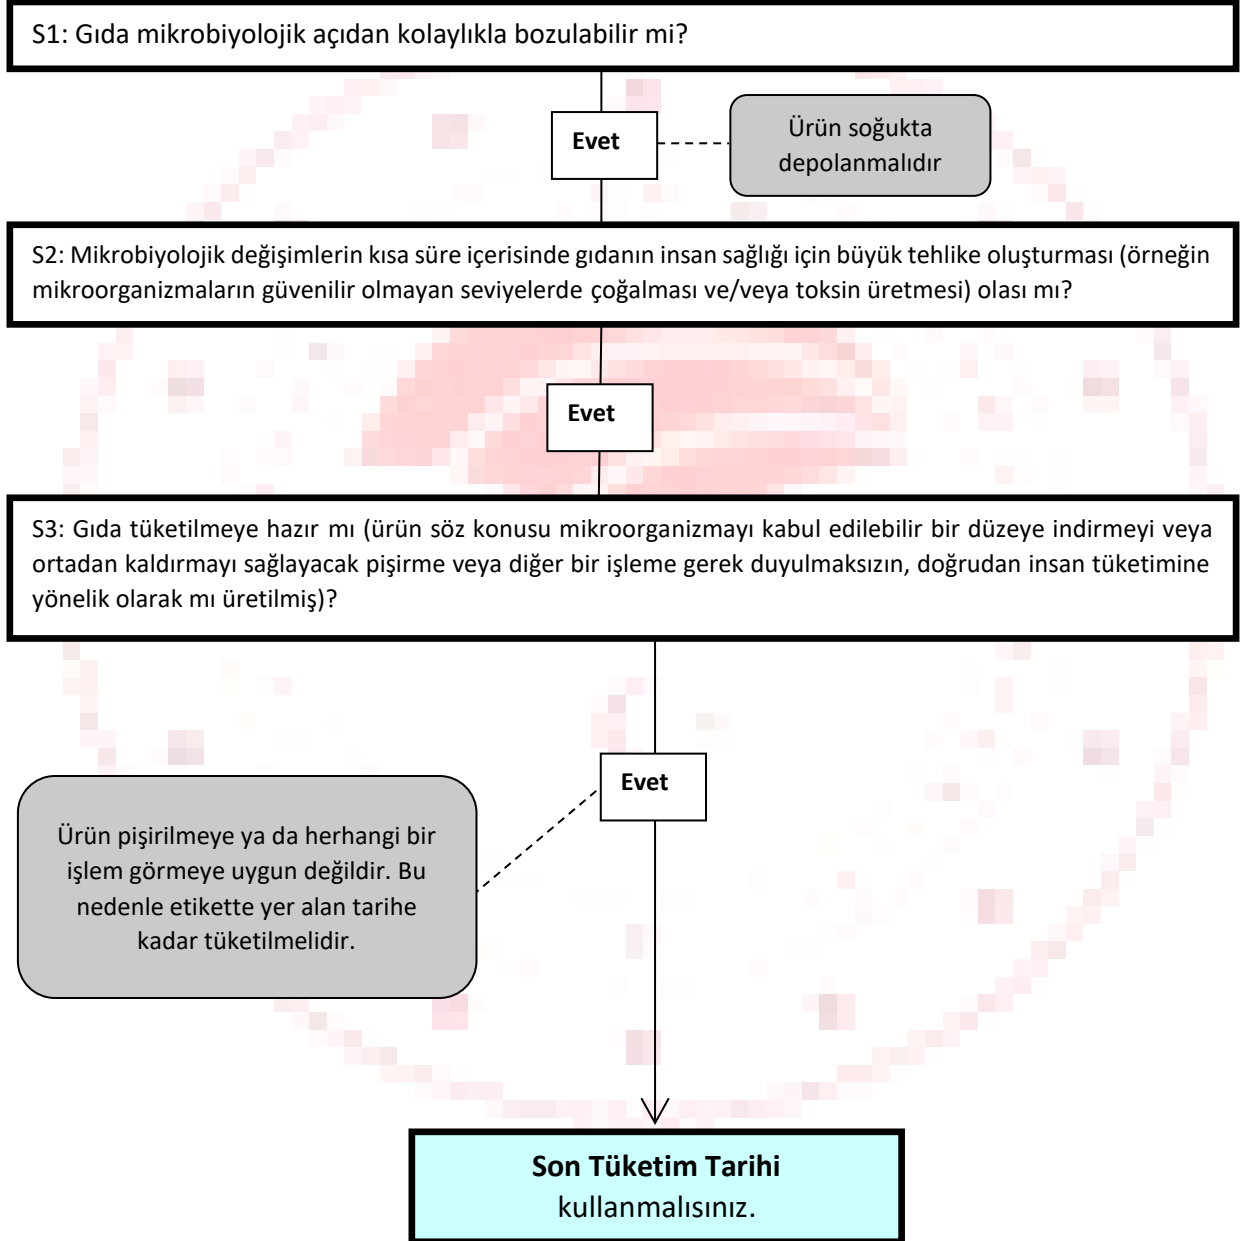 S1: Gıda mikrobiyolojik açıdan kolaylıkla bozulabilir mi?
Evet
Ürün soğukta
depolanmalıdır
S2: Mikrobiyolojik değişimlerin kısa süre içerisinde gıdanın insan sağlığı için büyük tehlike oluşturması (örneğin
mikroorganizmaların güvenilir olmayan seviyelerde çoğalması ve/veya toksin üretmesi) olası mı?
Evet
S3: Gıda tüketilmeye hazır mı (ürün söz konusu mikroorganizmayı kabul edilebilir bir düzeye indirmeyi veya
ortadan kaldırmayı sağlayacak pişirme veya diğer bir işleme gerek duyulmaksızın, doğrudan insan tüketimine
yönelik olarak mı üretilmiş)?
Evet
Ürün pişirilmeye ya da herhangi bir
işlem görmeye uygun değildir. Bu
nedenle etikette yer alan tarihe
kadar tüketilmelidir.
Son Tüketim Tarihi
kullanmalısınız.